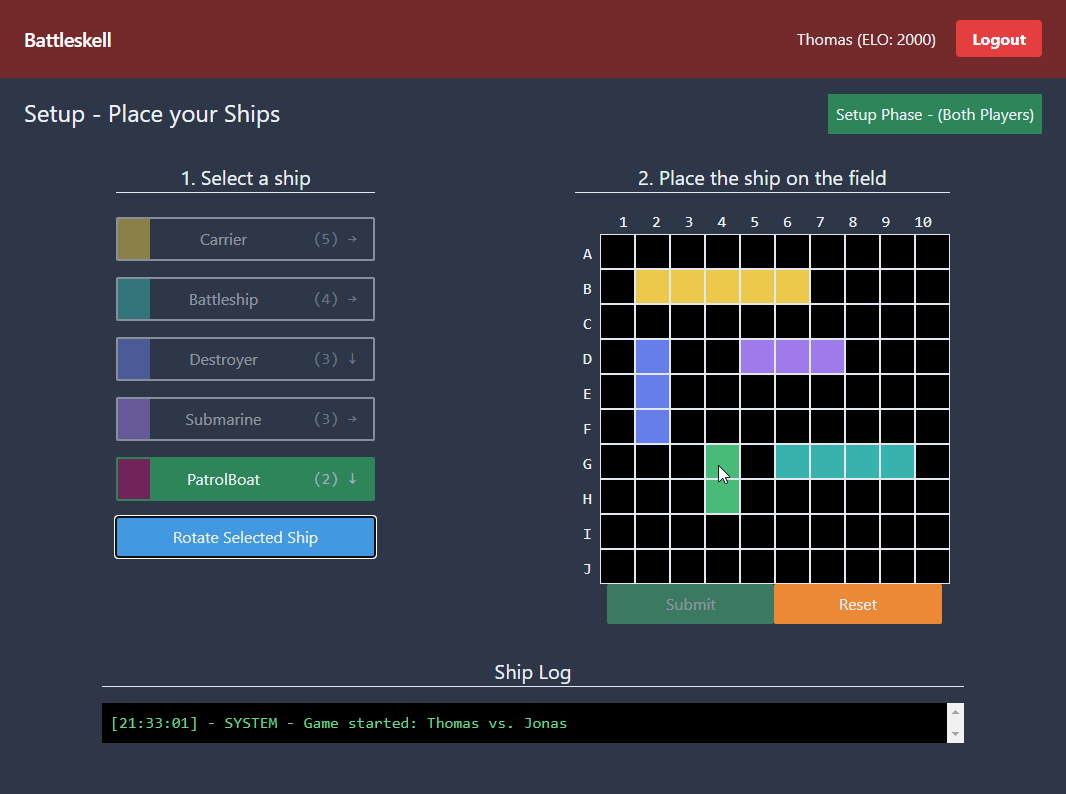 Battleskell
Thomas (ELO: 2000)
Logout
Setup - Place your Ships
Setup Phase - (Both Players)
1. Select a ship
Carrier (5) →
Battleship (4) →
Destroyer (3) ↓
Submarine (3) →
PatrolBoat (2) ↓
Rotate Selected Ship
2. Place the ship on the field
1 2 3 4 5 6 7 8 9 10
A
B
C
D
E
F
G
H
I
J
Submit
Reset
Ship Log
[21:33:01] - SYSTEM - Game started: Thomas vs. Jonas